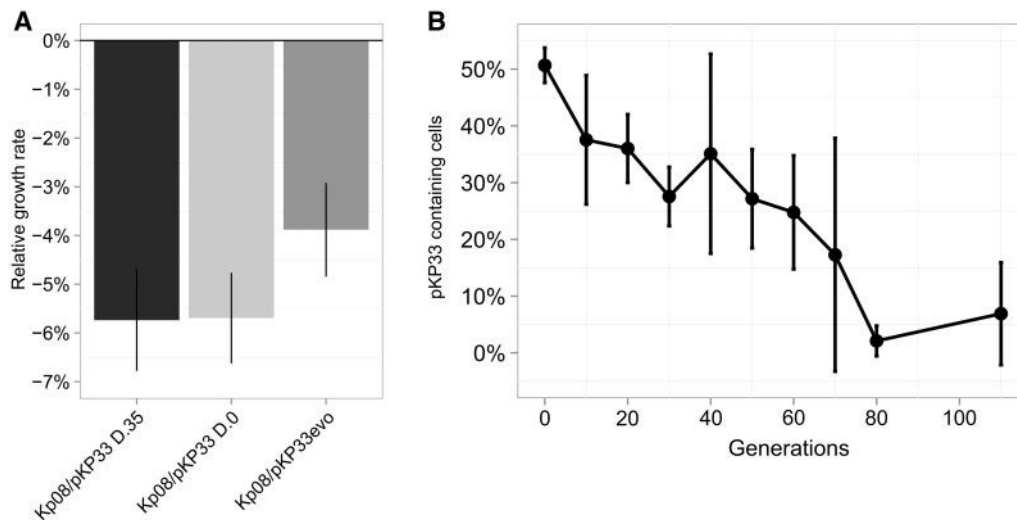 A
Relative growth rate
0%
−1%
−2%
−3%
−4%
−5%
−6%
−7%
Kp08/pKP33 D.35
Kp08/pKP33 D.0
Kp08/pKP33evo
B
pKP33 containing cells
50%
40%
30%
20%
10%
0%
0 20 40 60 80 100
Generations